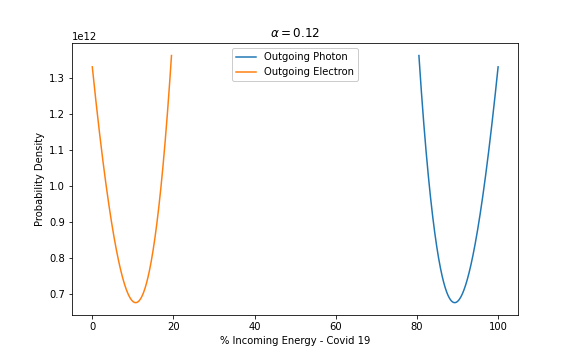 α = 0.12
1e12
Outgoing Photon
Outgoing Electron
1.3
1.2
1.1
1.0
0.9
0.8
0.7
Probability Density
0 20 40 60 80 100
% Incoming Energy - Covid 19